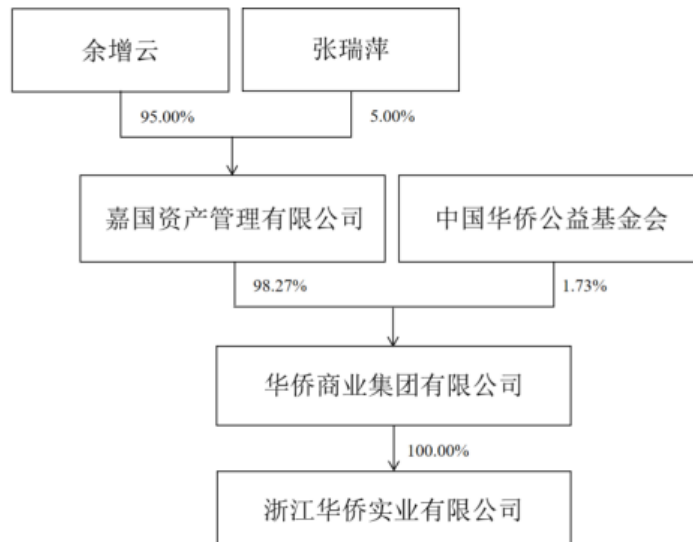 余增云
张瑞萍
95.00%
5.00%
嘉国资产管理有限公司
中国华侨公益基金会
98.27%
1.73%
华侨商业集团有限公司
100.00%
浙江华侨实业有限公司